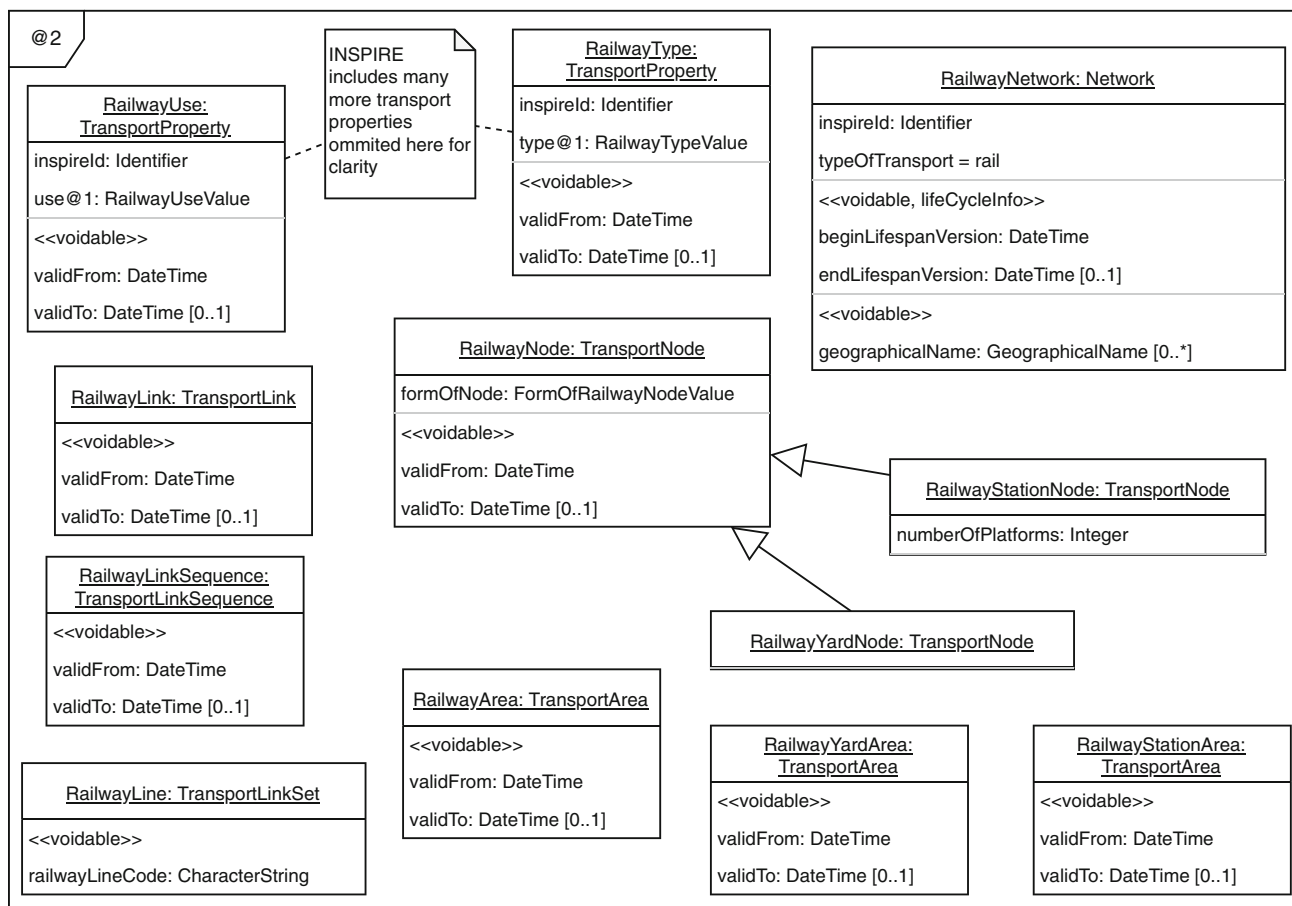 @2
RailwayUse:
TransportProperty
inspireId: Identifier
use@1: RailwayUseValue
<<voidable>>
validFrom: DateTime
validTo: DateTime [0..1]
INSPIRE
includes many
more transport
properties
ommited here for
clarity
RailwayType:
TransportProperty
inspireId: Identifier
type@1: RailwayTypeValue
<<voidable>>
validFrom: DateTime
validTo: DateTime [0..1]
RailwayNetwork: Network
inspireId: Identifier
typeOfTransport = rail
<<voidable, lifeCycleInfo>>
beginLifespanVersion: DateTime
endLifespanVersion: DateTime [0..1]
<<voidable>>
geographicalName: GeographicalName [0..*]
RailwayNode: TransportNode
formOfNode: FormOfRailwayNodeValue
<<voidable>>
validFrom: DateTime
validTo: DateTime [0..1]
RailwayLink: TransportLink
<<voidable>>
validFrom: DateTime
validTo: DateTime [0..1]
RailwayStationNode: TransportNode
numberOfPlatforms: Integer
RailwayLinkSequence:
TransportLinkSequence
<<voidable>>
validFrom: DateTime
validTo: DateTime [0..1]
RailwayYardNode: TransportNode
RailwayArea: TransportArea
<<voidable>>
validFrom: DateTime
validTo: DateTime [0..1]
RailwayYardArea:
TransportArea
<<voidable>>
validFrom: DateTime
validTo: DateTime [0..1]
RailwayStationArea:
TransportArea
<<voidable>>
validFrom: DateTime
validTo: DateTime [0..1]
RailwayLine: TransportLinkSet
<<voidable>>
railwayLineCode: CharacterString